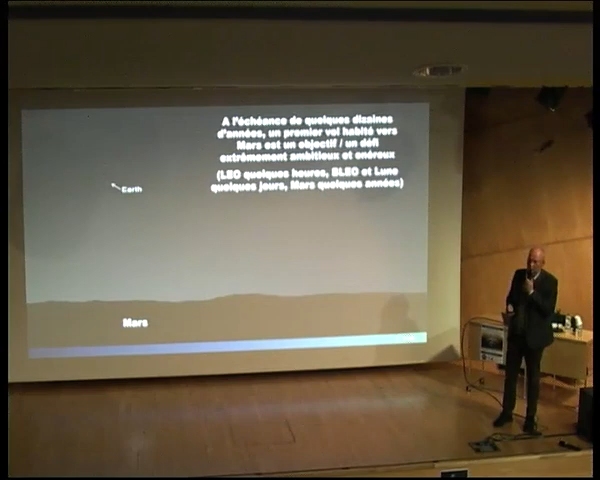 A l'échéance de quelques dizaines
d'années, un premier vol habité vers
Mars est un objectif / un défi
extrêmement ambitieux et onéreux
(LEO quelques heures, BLEO et Lune
quelques jours, Mars quelques années)
Earth
Mars